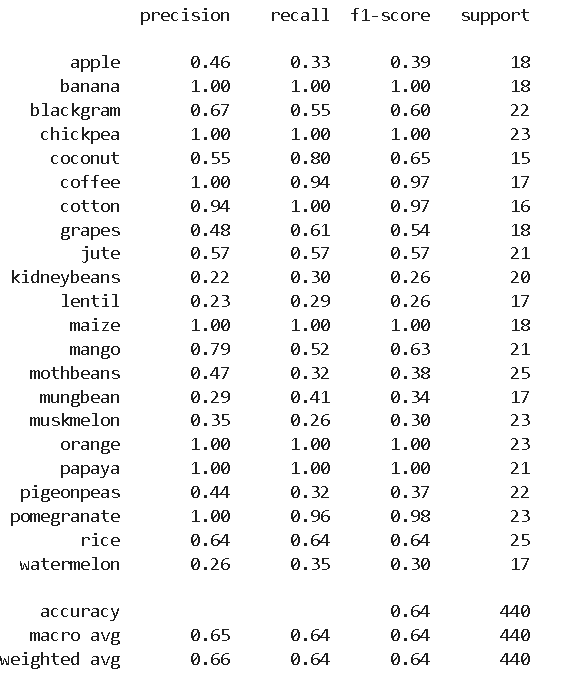 precision recall f1-score support
apple 0.46 0.33 0.39 18
banana 1.00 1.00 1.00 18
blackgram 0.67 0.55 0.60 22
chickpea 1.00 1.00 1.00 23
coconut 0.55 0.80 0.65 15
coffee 1.00 0.94 0.97 17
cotton 0.94 1.00 0.97 16
grapes 0.48 0.61 0.54 18
jute 0.57 0.57 0.57 21
kidneybeans 0.22 0.30 0.26 20
lentil 0.23 0.29 0.26 17
maize 1.00 1.00 1.00 18
mango 0.79 0.52 0.63 21
mothbeans 0.47 0.32 0.38 25
mungbean 0.29 0.41 0.34 17
muskmelon 0.35 0.26 0.30 23
orange 1.00 1.00 1.00 23
papaya 1.00 1.00 1.00 21
pigeonpeas 0.44 0.32 0.37 22
pomegranate 1.00 0.96 0.98 23
rice 0.64 0.64 0.64 25
watermelon 0.26 0.35 0.30 17
accuracy 0.64 440
macro avg 0.65 0.64 0.64 440
weighted avg 0.66 0.64 0.64 440